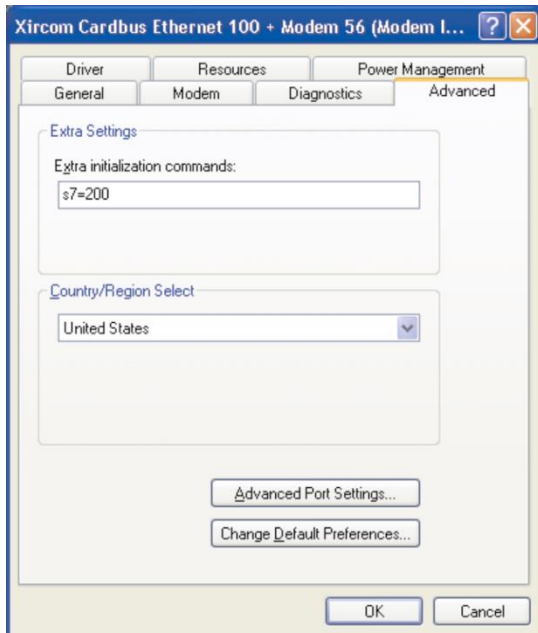 Xircom Cardbus Ethernet 100 + Modem 56 (Modem I...
Driver
Resources
Power Management
General
Modem
Diagnostics
Advanced
Extra Settings
Extra initialization commands:
s7=200
Country/Region Select
United States
Advanced Port Settings...
Change Default Preferences...
OK
Cancel